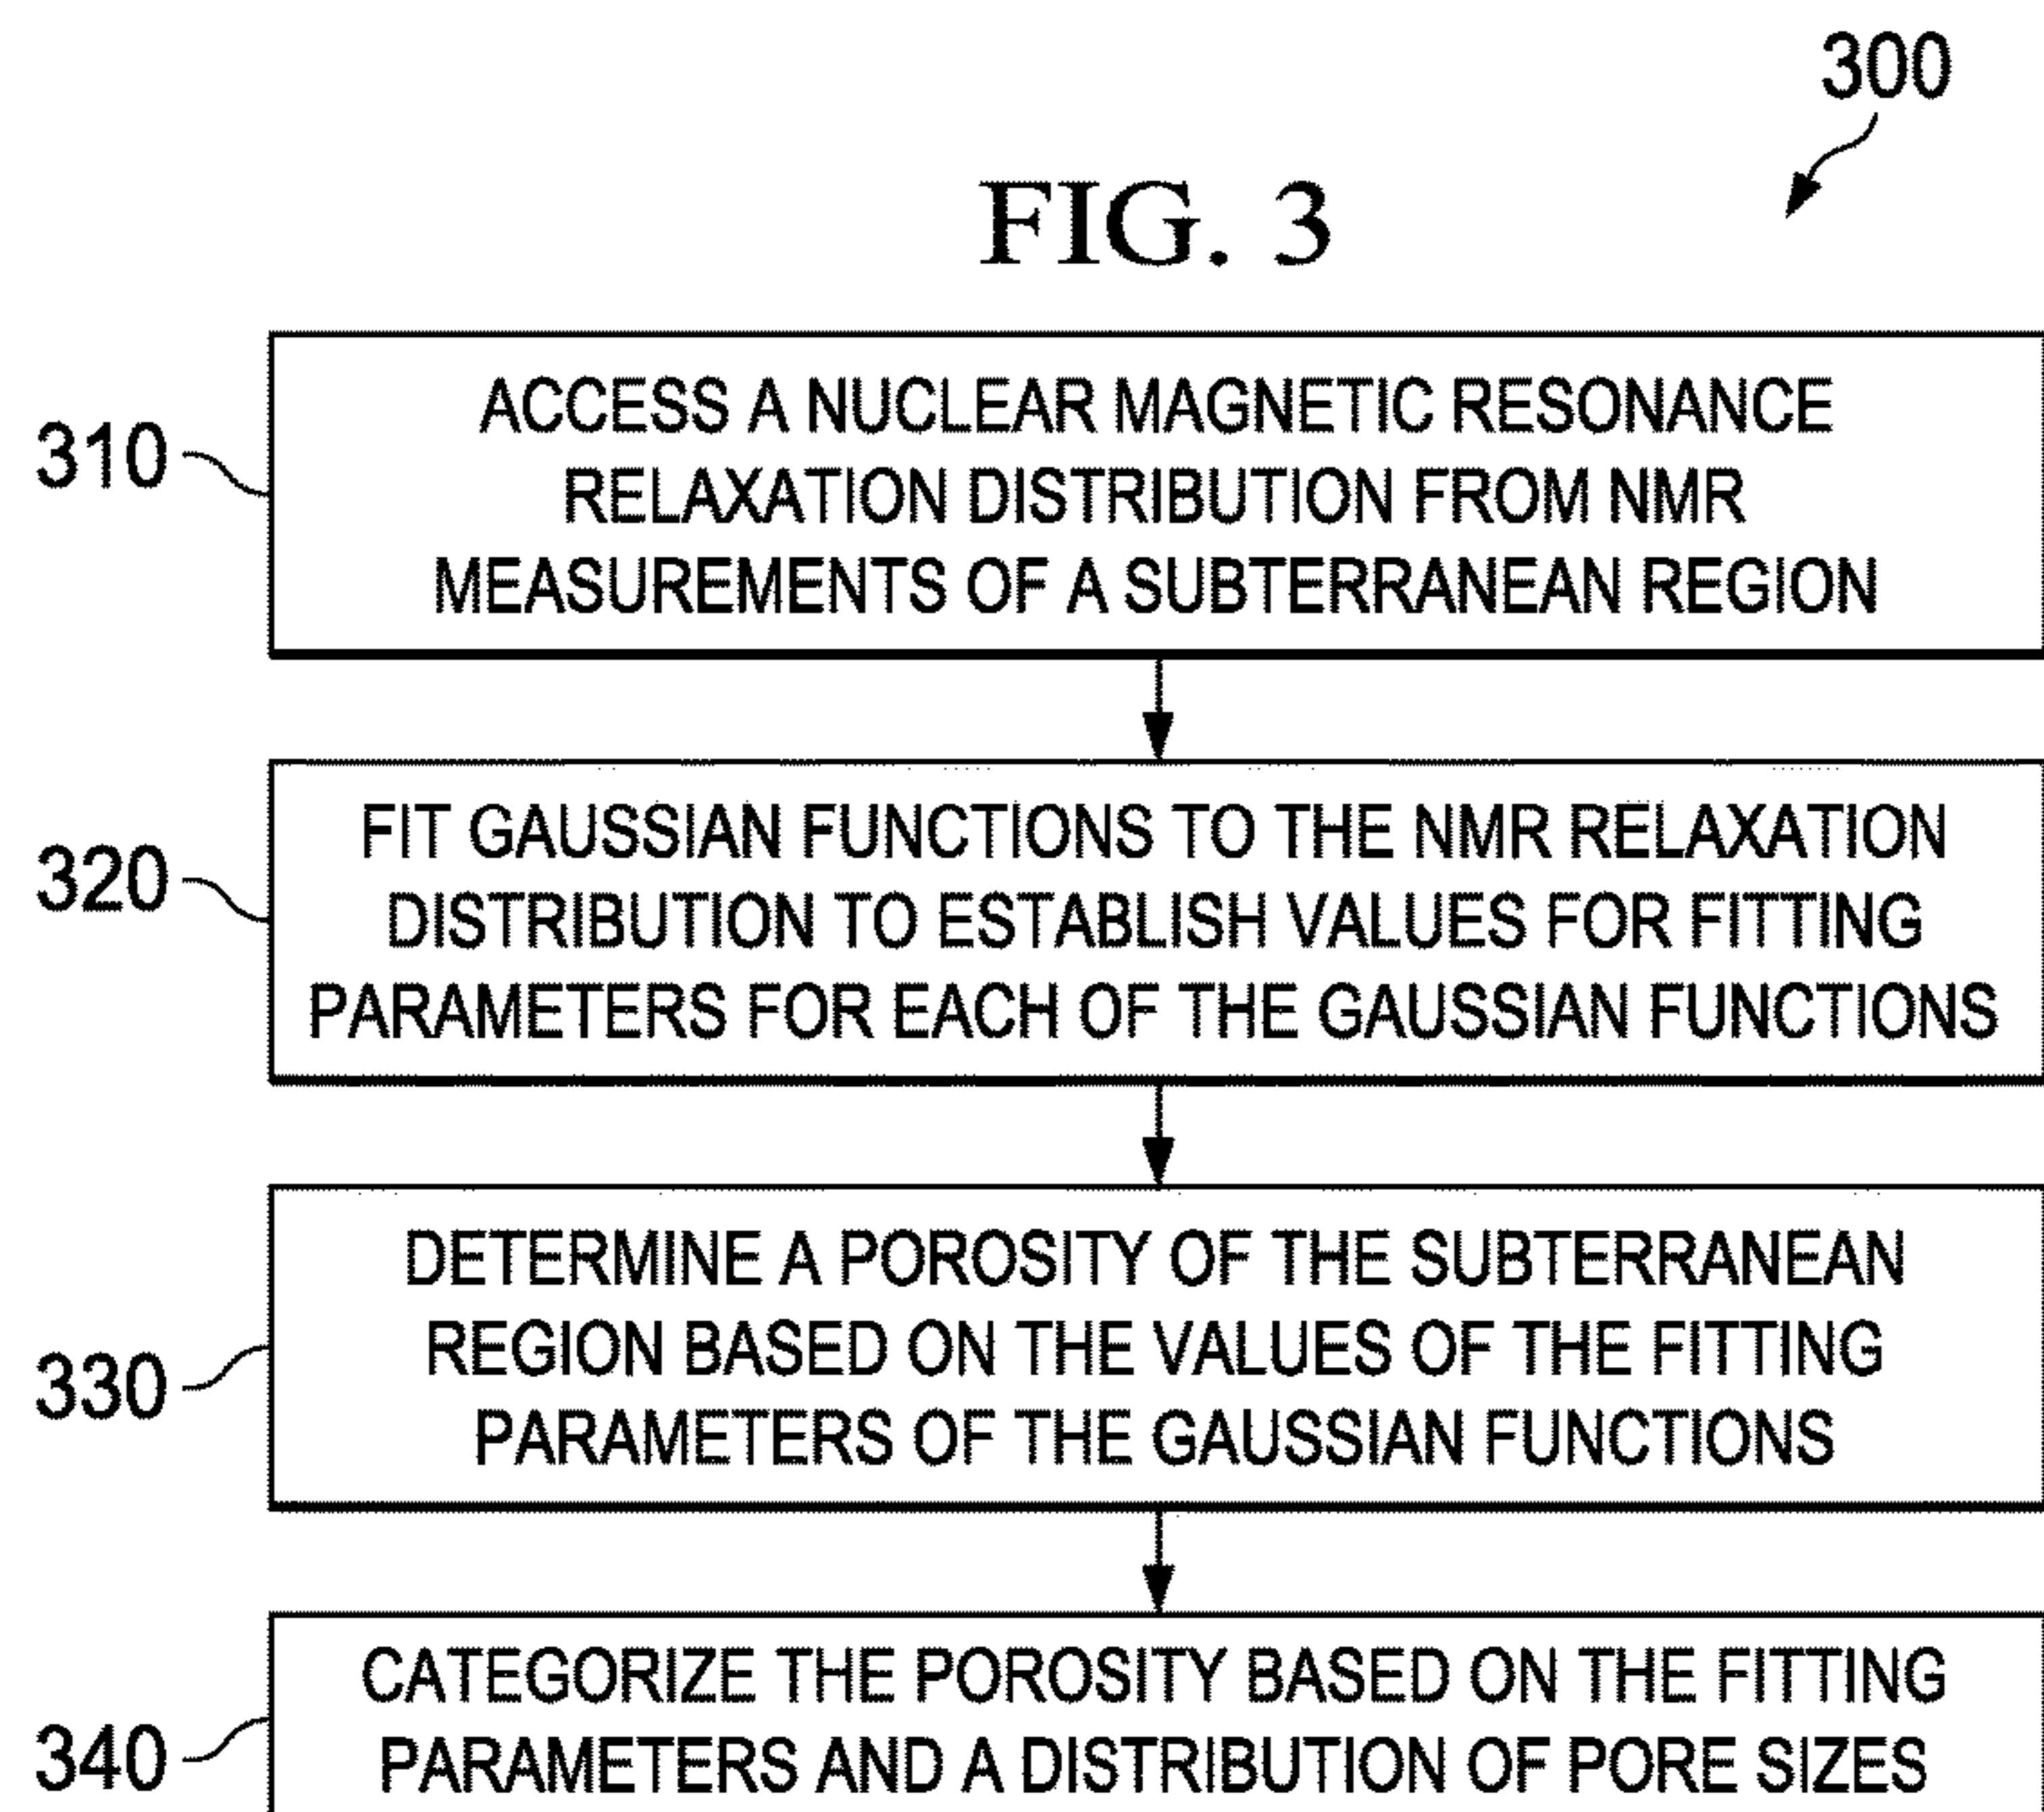 300
FIG. 3
310
ACCESS A NUCLEAR MAGNETIC RESONANCE
RELAXATION DISTRIBUTION FROM NMR
MEASUREMENTS OF A SUBTERRANEAN REGION
320
FIT GAUSSIAN FUNCTIONS TO THE NMR RELAXATION
DISTRIBUTION TO ESTABLISH VALUES FOR FITTING
PARAMETERS FOR EACH OF THE GAUSSIAN FUNCTIONS
330
DETERMINE A POROSITY OF THE SUBTERRANEAN
REGION BASED ON THE VALUES OF THE FITTING
PARAMETERS OF THE GAUSSIAN FUNCTIONS
340
CATEGORIZE THE POROSITY BASED ON THE FITTING
PARAMETERS AND A DISTRIBUTION OF PORE SIZES